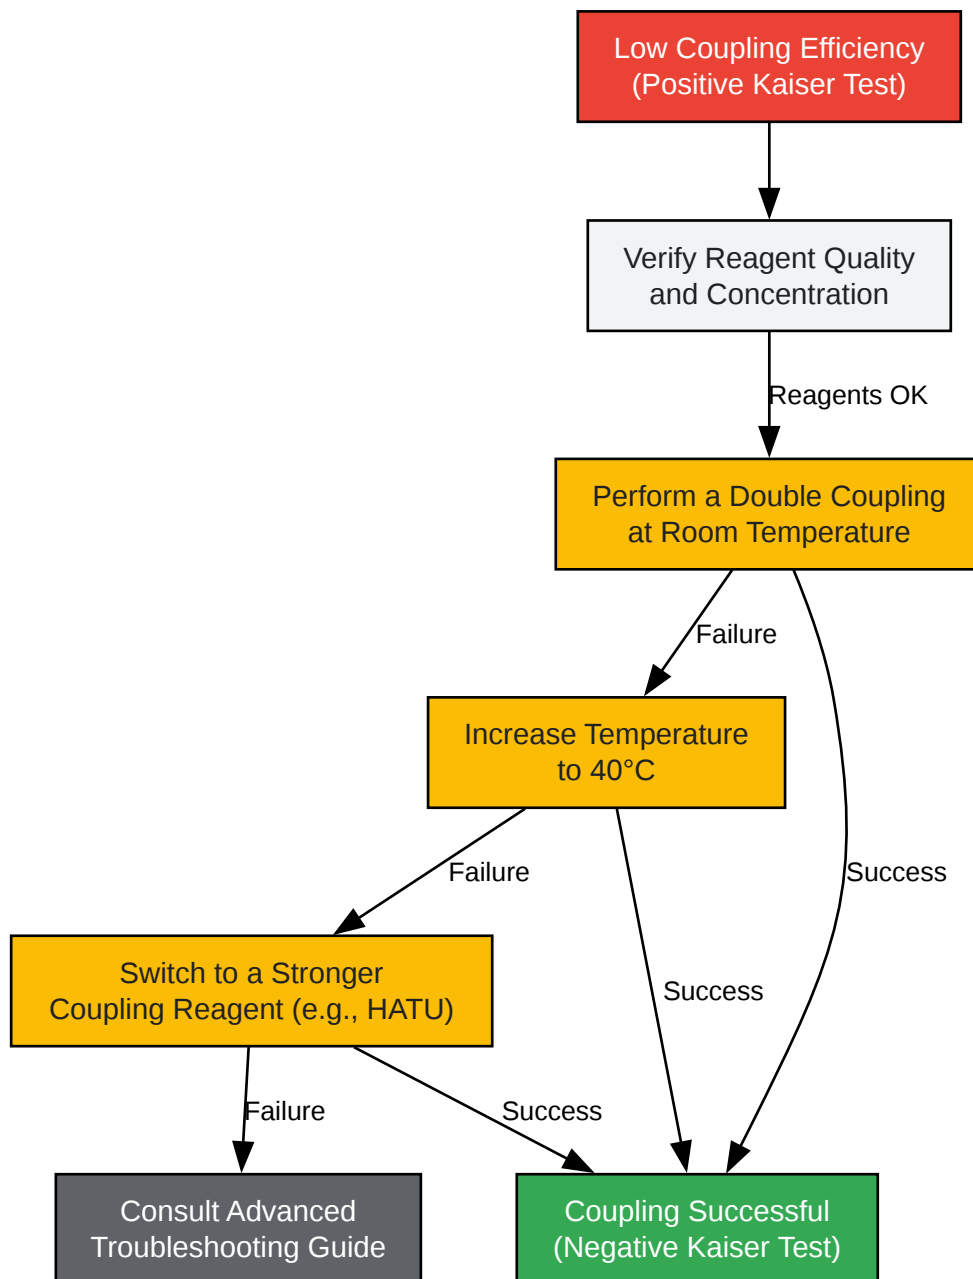 Low Coupling Efficiency
(Positive Kaiser Test)
Verify Reagent Quality
and Concentration
Reagents OK
Perform a Double Coupling
at Room Temperature
Failure
Increase Temperature
to 40°C
Failure
Success
Switch to a Stronger
Coupling Reagent (e.g., HATU)
Success
Failure
Success
Consult Advanced
Troubleshooting Guide
Coupling Successful
(Negative Kaiser Test)